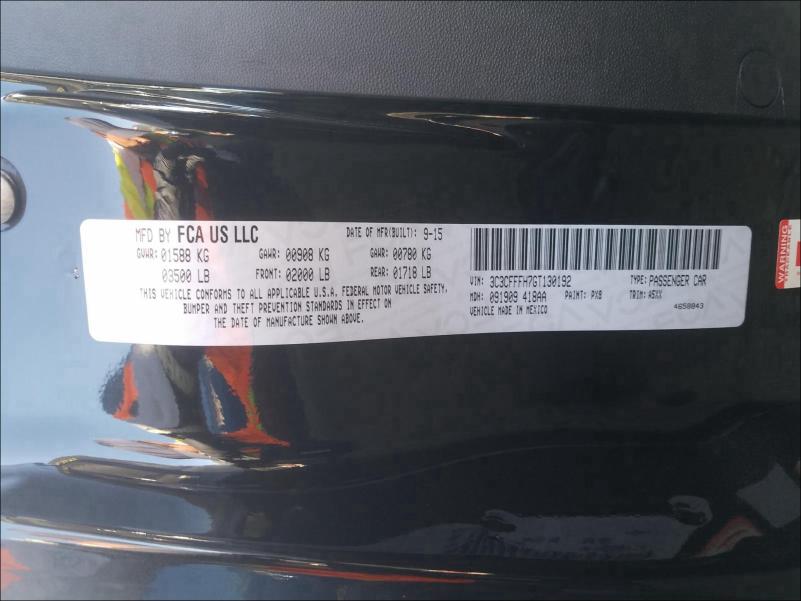 MFD BY FCA US LLC DATE OF MFR(BUILT): 9-15
GVWR: 01588 KG GAWR: 00908 KG GAWR: 00780 KG
03500 LB FRONT: 02000 LB REAR: 01718 LB
THIS VEHICLE CONFORMS TO ALL APPLICABLE U.S.A. FEDERAL MOTOR VEHICLE SAFETY,
BUMPER AND THEFT PREVENTION STANDARDS IN EFFECT ON
THE DATE OF MANUFACTURE SHOWN ABOVE.
VIN: 3C3CFFFH7GT130192 TYPE: PASSENGER CAR
MDH: 091909 418AA PAINT: PX8 TRIM: A5XX
VEHICLE MADE IN MEXICO 4658843
WARNING